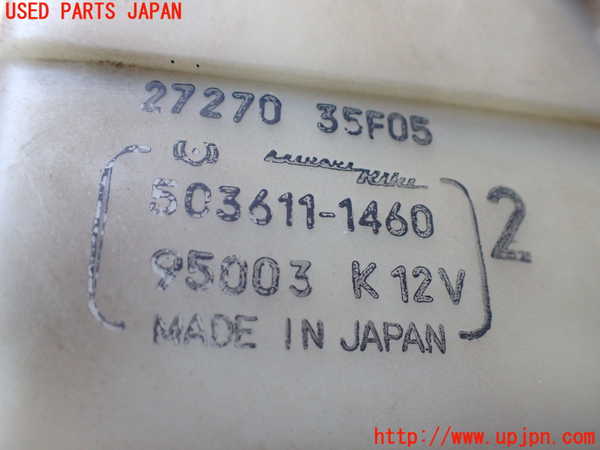 USED PARTS JAPAN
27270 35F05
503611-1460
95003 K 12V
2
MADE IN JAPAN
http://www.upjpn.com/